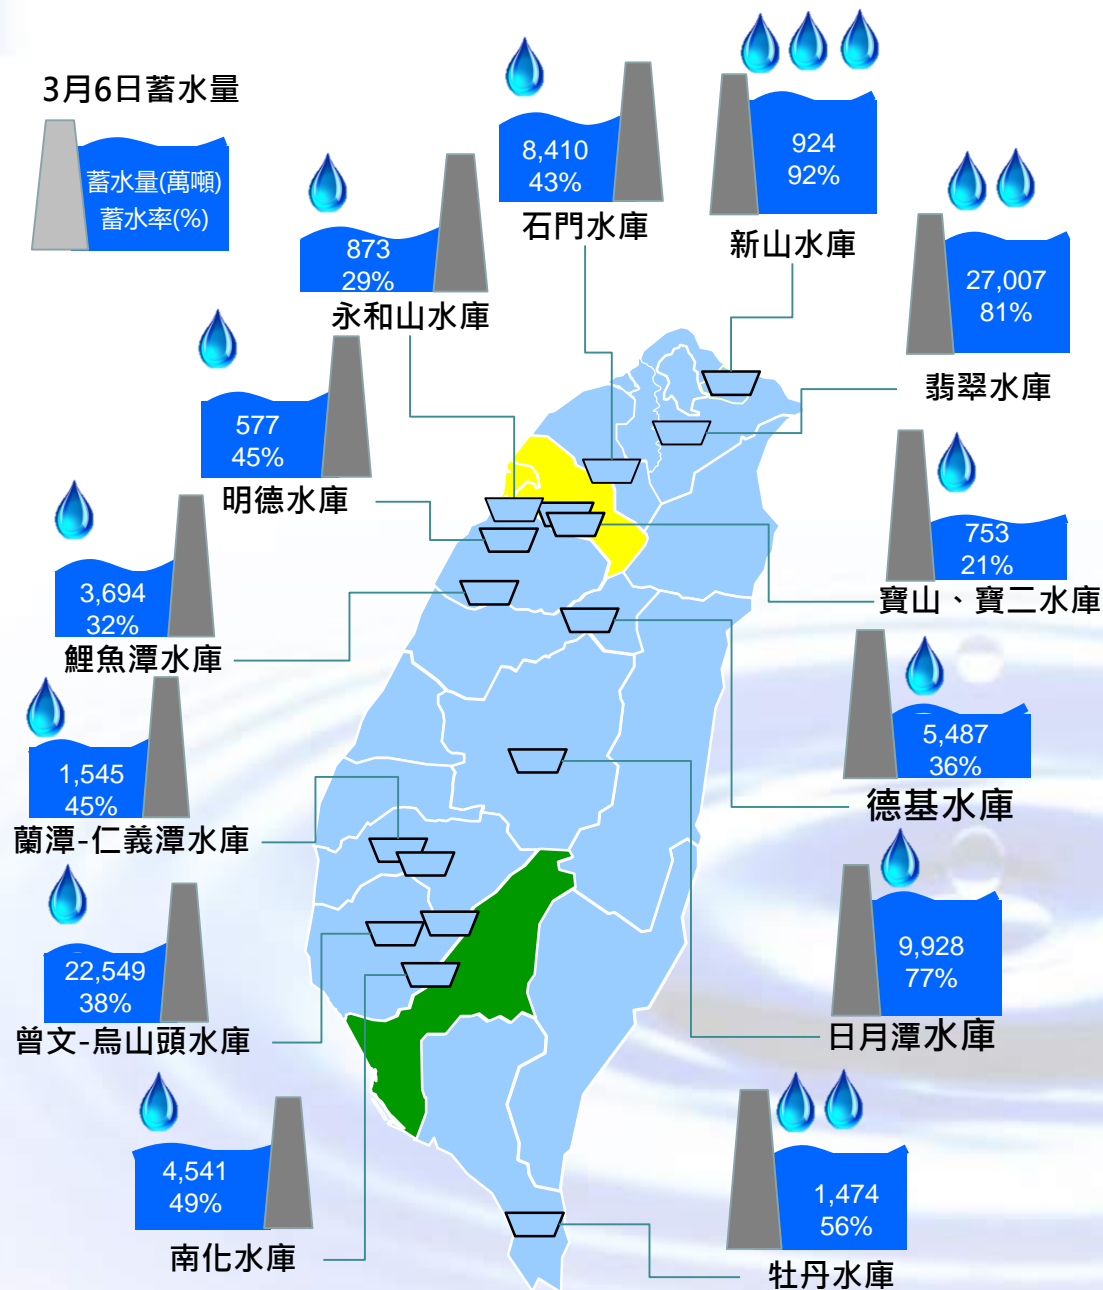 3月6日蓄水量
蓄水量(萬噸)
蓄水率(%)
8,410
43%
石門水庫
924
92%
新山水庫
27,007
81%
翡翠水庫
873
29%
永和山水庫
577
45%
明德水庫
753
21%
寶山、寶二水庫
3,694
32%
鯉魚潭水庫
5,487
36%
德基水庫
1,545
45%
蘭潭-仁義潭水庫
9,928
77%
日月潭水庫
22,549
38%
曾文-烏山頭水庫
4,541
49%
南化水庫
1,474
56%
牡丹水庫